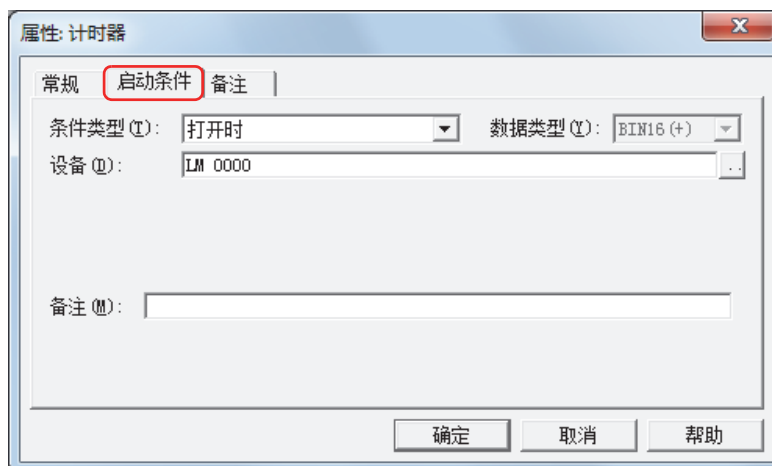 属性: 计时器
常规 启动条件 备注
条件类型(T): 打开时 数据类型(Y): BIN16(+)
设备(D): LM 0000 ..
备注(M):
确定 取消 帮助